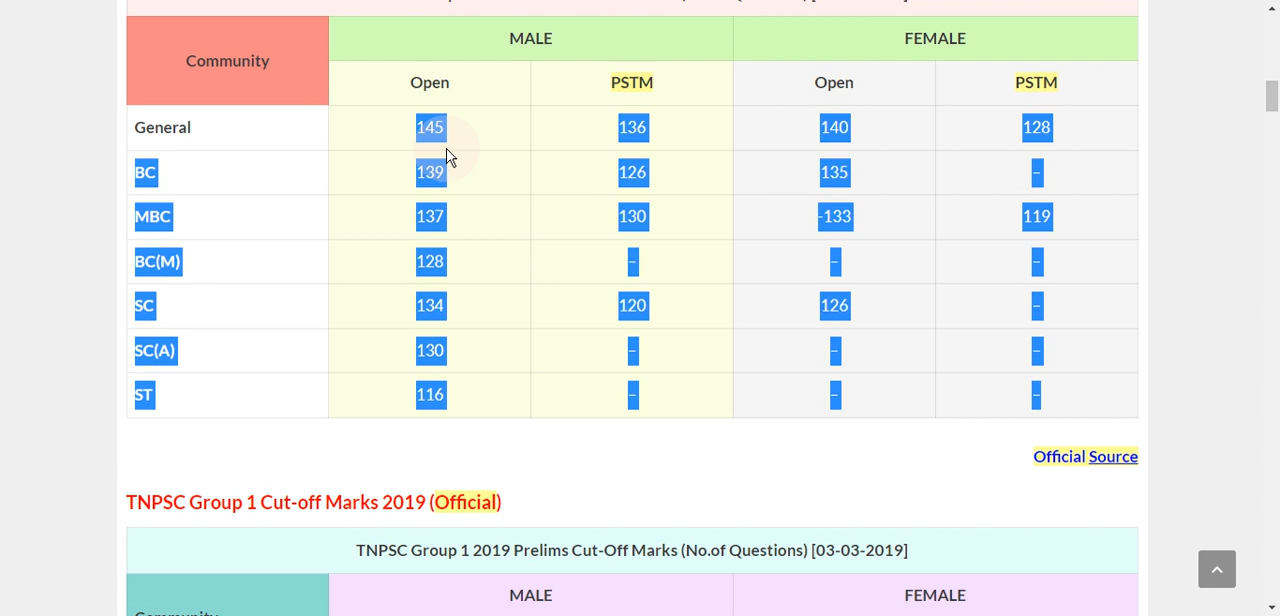 MALE FEMALE
Community
Open PSTM Open PSTM
General 145 136 140 128
BC 139 126 135 –
MBC 137 130 -133 119
BC(M) 128 – – –
SC 134 120 126 –
SC(A) 130 – – –
ST 116 – – –
Official Source
TNPSC Group 1 Cut-off Marks 2019 (Official)
TNPSC Group 1 2019 Prelims Cut-Off Marks (No.of Questions) [03-03-2019]
MALE FEMALE
Community